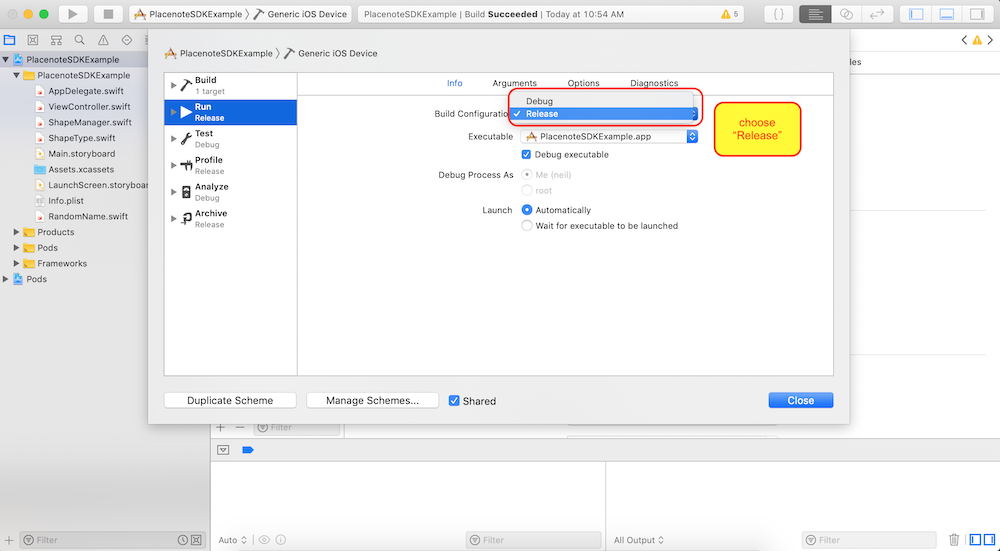 PlacenoteSDKExample Generic iOS Device
PlacenoteSDKExample | Build Succeeded | Today at 10:54 AM
5
PlacenoteSDKExample
PlacenoteSDKExample
AppDelegate.swift
ViewController.swift
ShapeManager.swift
ShapeType.swift
Main.storyboard
Assets.xcassets
LaunchScreen.storyboa
Info.plist
RandomName.swift
Products
Pods
Frameworks
Pods
PlacenoteSDKExample Generic iOS Device
Build
1 target
Run
Release
Test
Debug
Profile
Release
Analyze
Debug
Archive
Release
Info Arguments Options Diagnostics
Build Configuratio
Debug
Release
choose
“Release”
Executable PlacenoteSDKExample.app
Debug executable
Debug Process As Me (neil)
root
Launch Automatically
Wait for executable to be launched
Duplicate Scheme Manage Schemes... Shared Close
les
Filter
Filter
Auto
Filter
All Output
Filter